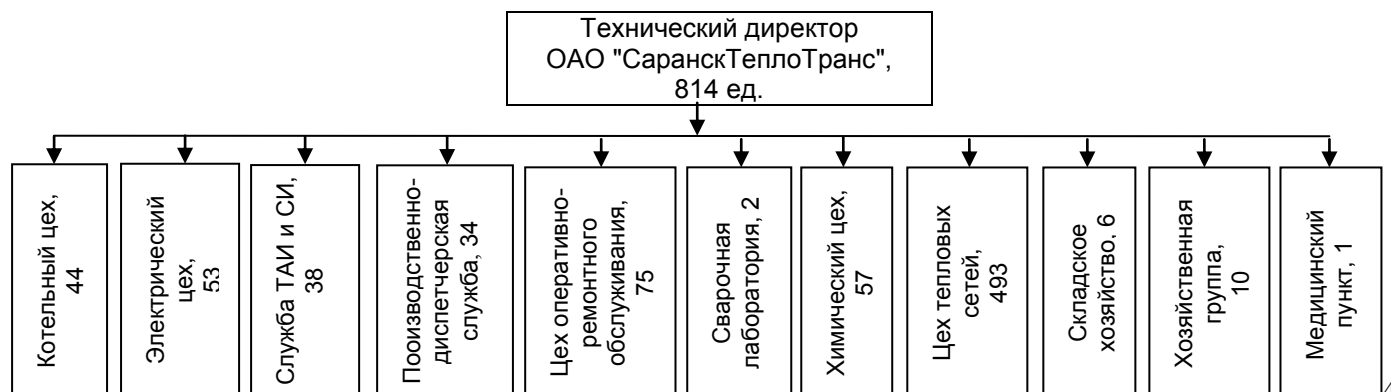 Технический директор
ОАО "СаранскТеплоТранс",
814 ед.
Котельный цех,
44
Электрический
цех,
53
Служба ТАИ и СИ,
38
Производственно-
диспетчерская
служба, 34
Цех оперативно-
ремонтного
обслуживания,
75
Сварочная
лаборатория, 2
Химический цех,
57
Цех тепловых
сетей,
493
Складское
хозяйство, 6
Хозяйственная
группа,
10
Медицинский
пункт, 1